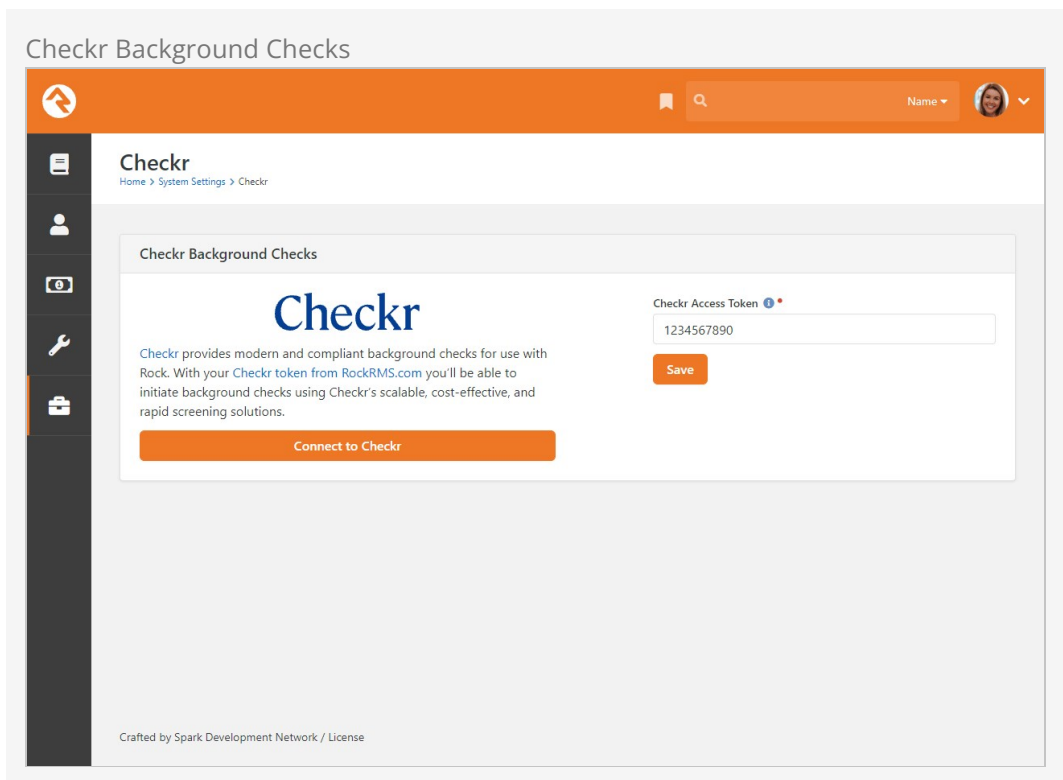 Checkr Background Checks
Name
Checkr
Home > System Settings > Checkr
Checkr Background Checks
Checkr
Checkr provides modern and compliant background checks for use with
Rock. With your Checkr token from RockRMS.com you'll be able to
initiate background checks using Checkr's scalable, cost-effective, and
rapid screening solutions.
Connect to Checkr
Checkr Access Token
1234567890
Save
Crafted by Spark Development Network / License